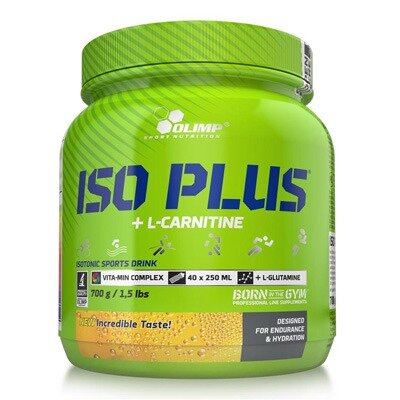 OLIMP
SPORT NUTRITION
ISO PLUS
+ L-CARNITINE
ISOTONIC SPORTS DRINK
VITA-MIN COMPLEX
40 x 250 ML
+ L-GLUTAMINE
700 g / 1,5 lbs
BORN IN THE GYM
PROFESSIONAL LINE SUPPLEMENTS
NEW Incredible Taste!
DESIGNED
FOR ENDURANCE
& HYDRATION